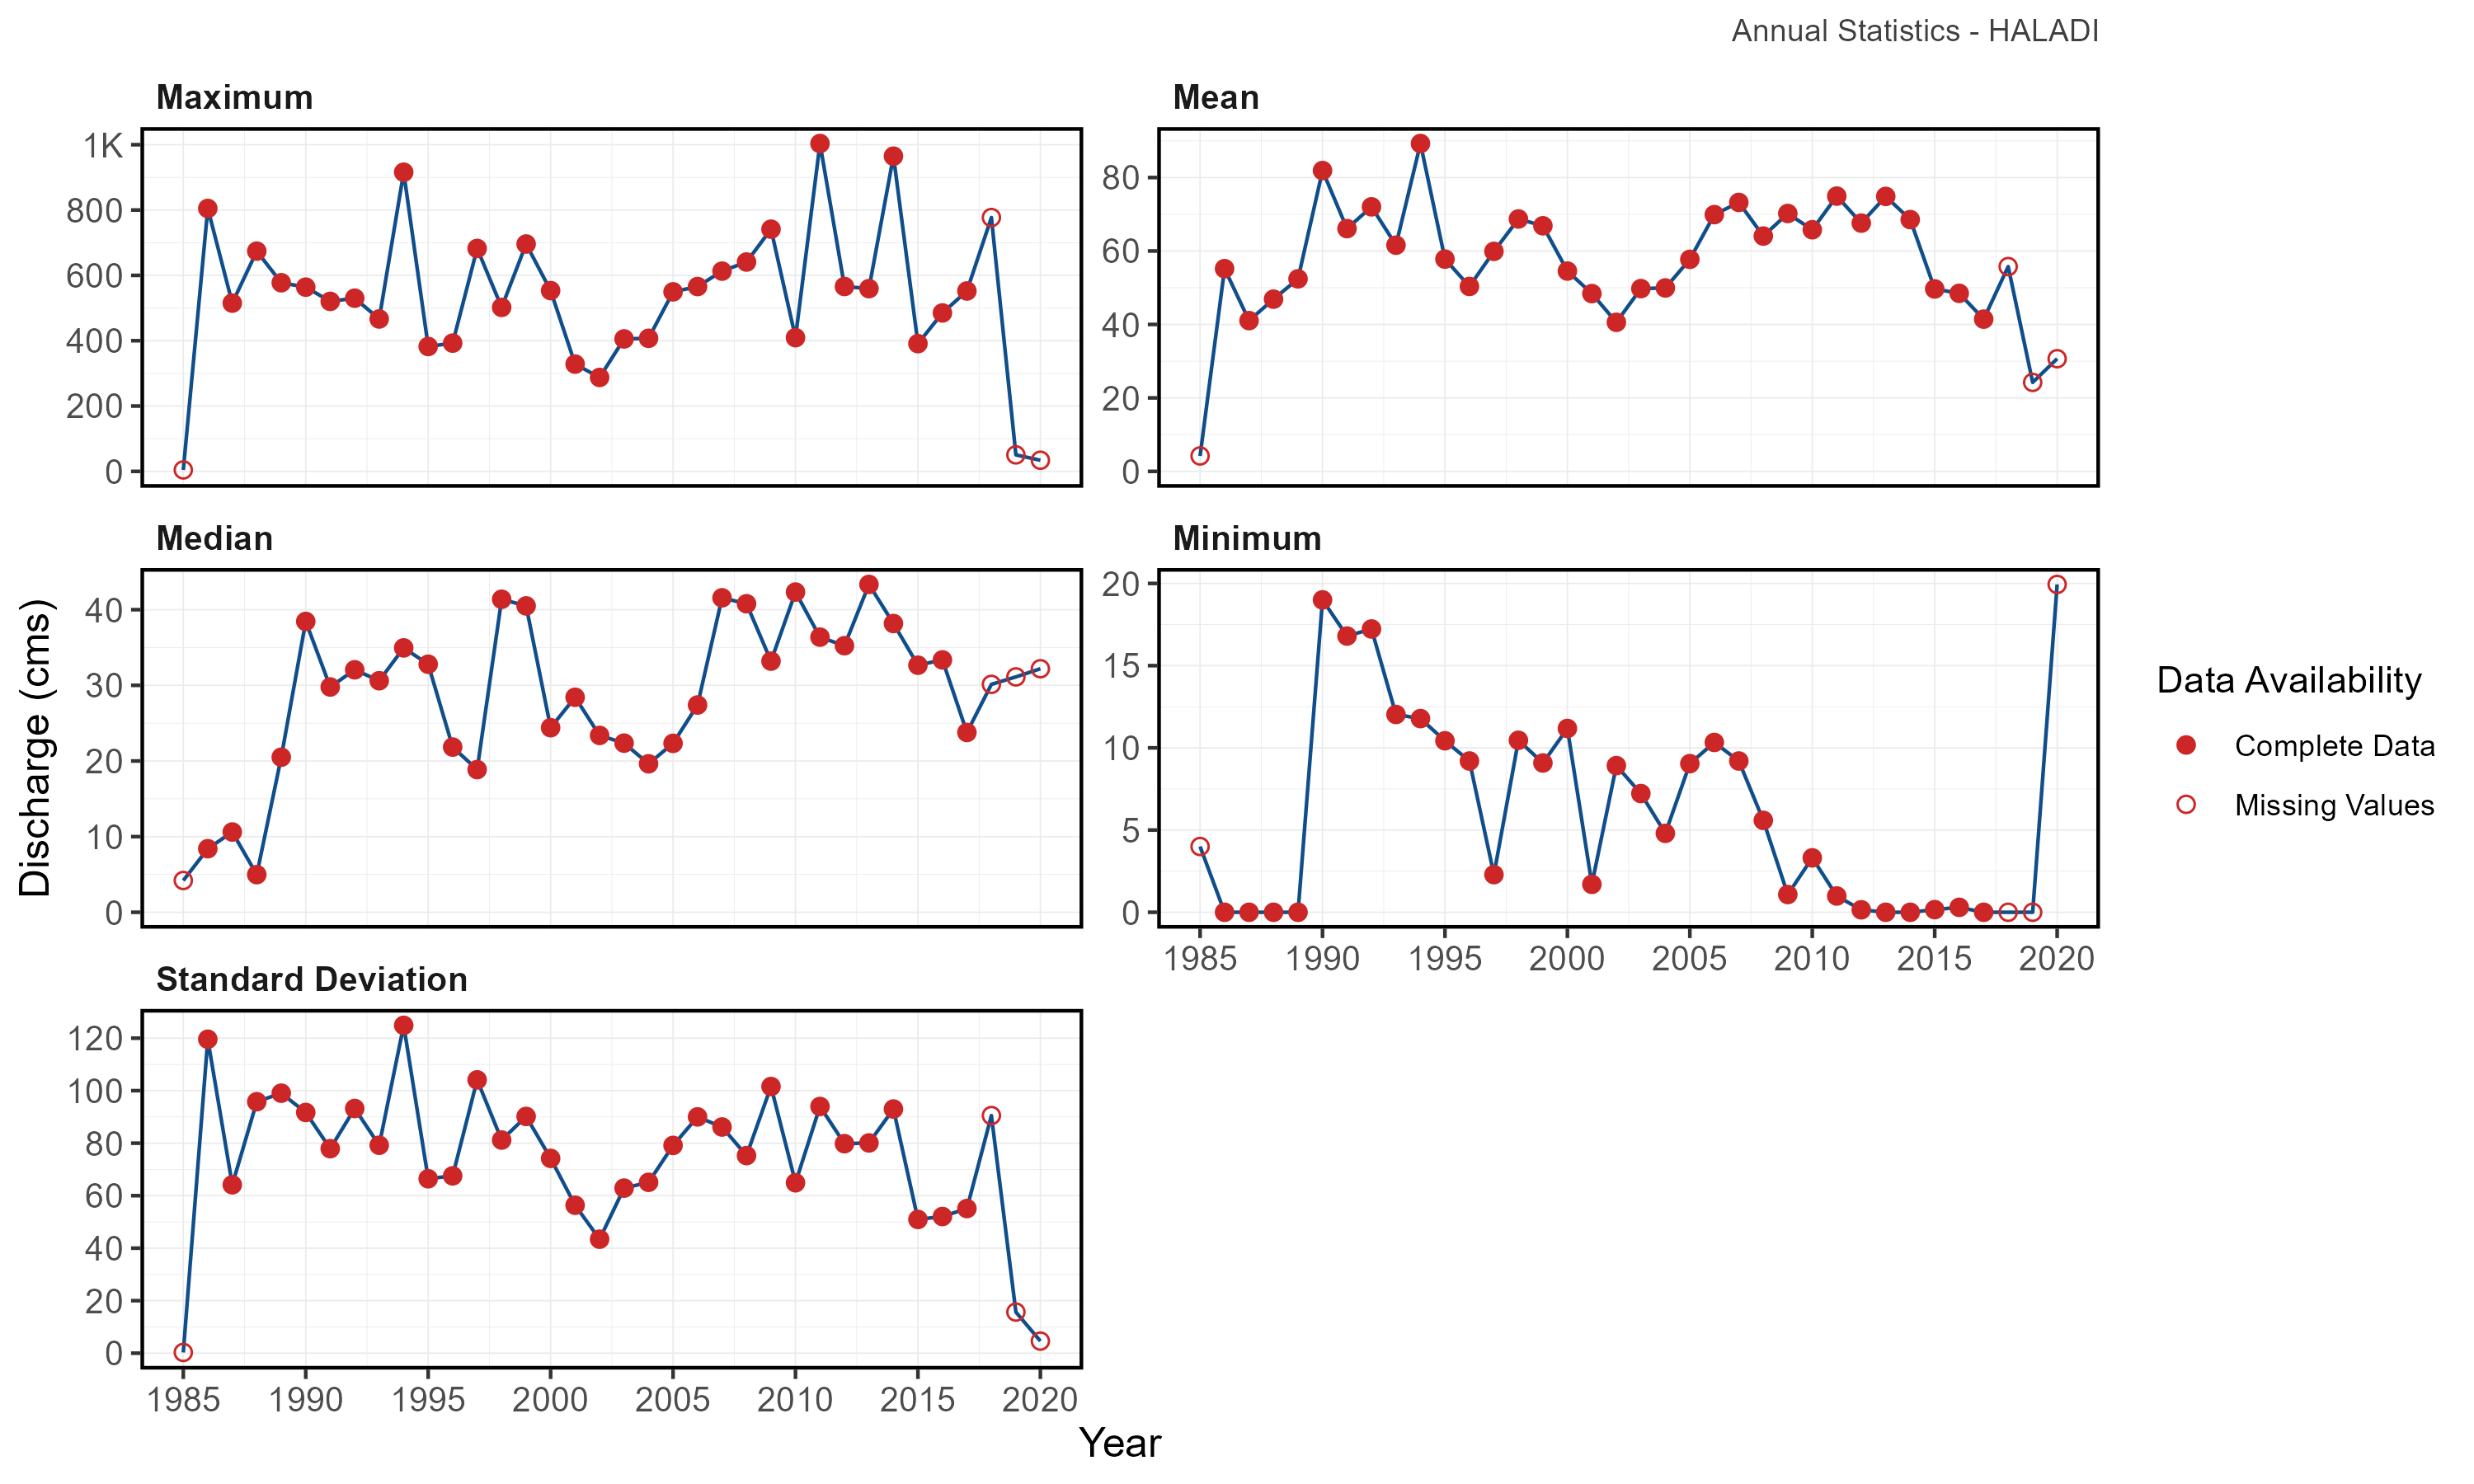 Annual Statistics - HALADI
Maximum
1K
800
600
400
200
0
Mean
80
60
40
20
0
Discharge (cms)
Median
40
30
20
10
0
Minimum
20
15
10
5
0
1985 1990 1995 2000 2005 2010 2015 2020
Standard Deviation
120
100
80
60
40
20
0
1985 1990 1995 2000 2005 2010 2015 2020
Year
Data Availability
Complete Data
Missing Values